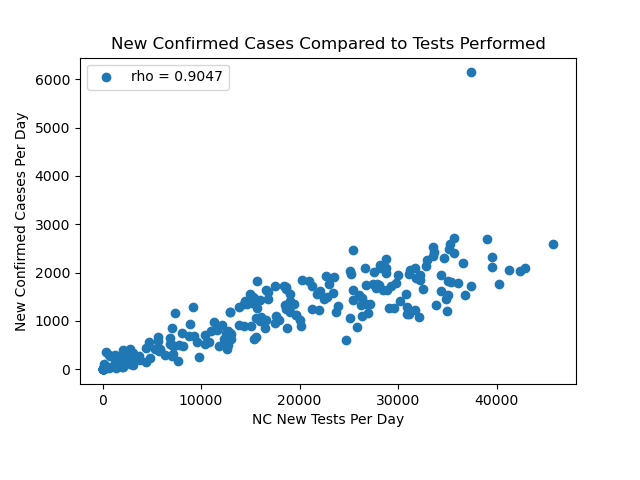 New Confirmed Cases Compared to Tests Performed
rho = 0.9047
6000
5000
4000
3000
2000
1000
0
New Confirmed Caeses Per Day
0 10000 20000 30000 40000
NC New Tests Per Day